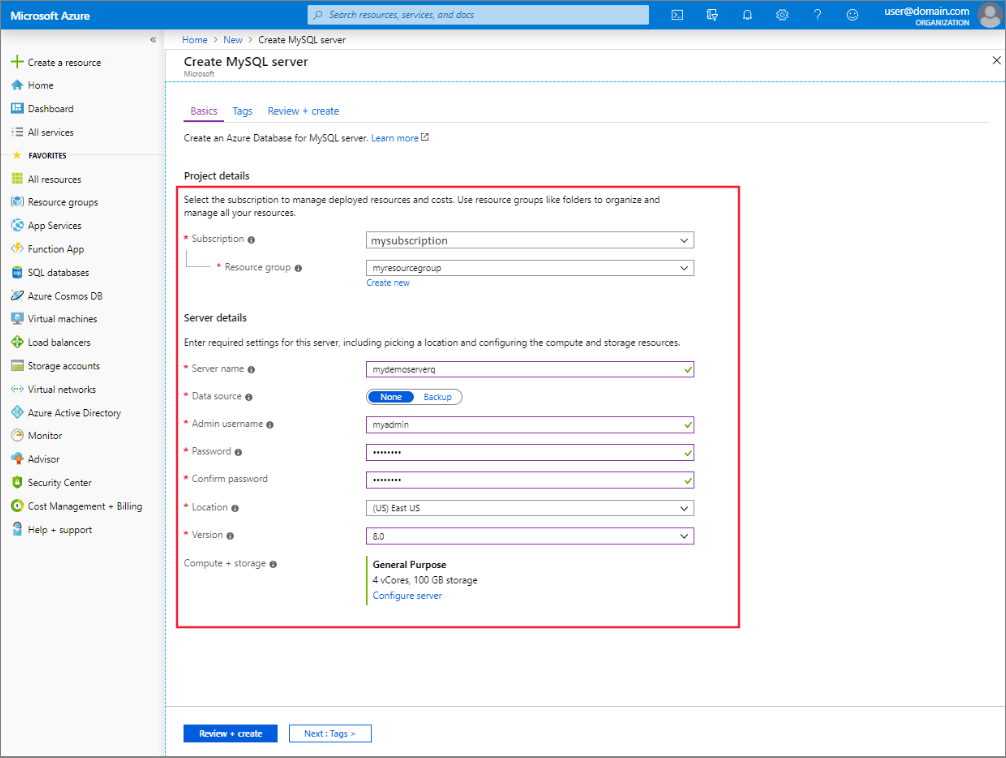 Microsoft Azure
Search resources, services, and docs
user@domain.com
ORGANIZATION
«
Create a resource
Home
Dashboard
All services
FAVORITES
All resources
Resource groups
App Services
Function App
SQL databases
Azure Cosmos DB
Virtual machines
Load balancers
Storage accounts
Virtual networks
Azure Active Directory
Monitor
Advisor
Security Center
Cost Management + Billing
Help + support
Home > New > Create MySQL server
Create MySQL server
Microsoft
Basics Tags Review + create
Create an Azure Database for MySQL server. Learn more
Project details
Select the subscription to manage deployed resources and costs. Use resource groups like folders to organize and
manage all your resources.
* Subscription mysubscription
* Resource group myresourcegroup
Create new
Server details
Enter required settings for this server, including picking a location and configuring the compute and storage resources.
* Server name mydemoserverq
* Data source None Backup
* Admin username myadmin
* Password ••••••••
* Confirm password ••••••••
* Location (US) East US
* Version 8.0
Compute + storage General Purpose
4 vCores, 100 GB storage
Configure server
Review + create Next : Tags >